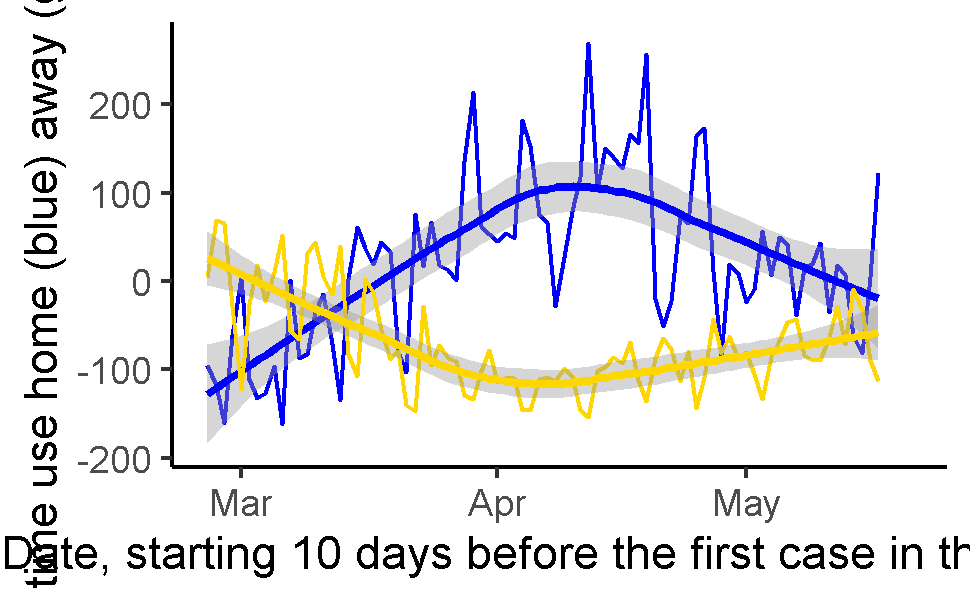 time use home (blue) away (
200
100
0
-100
-200
Mar Apr May
Date, starting 10 days before the first case in th